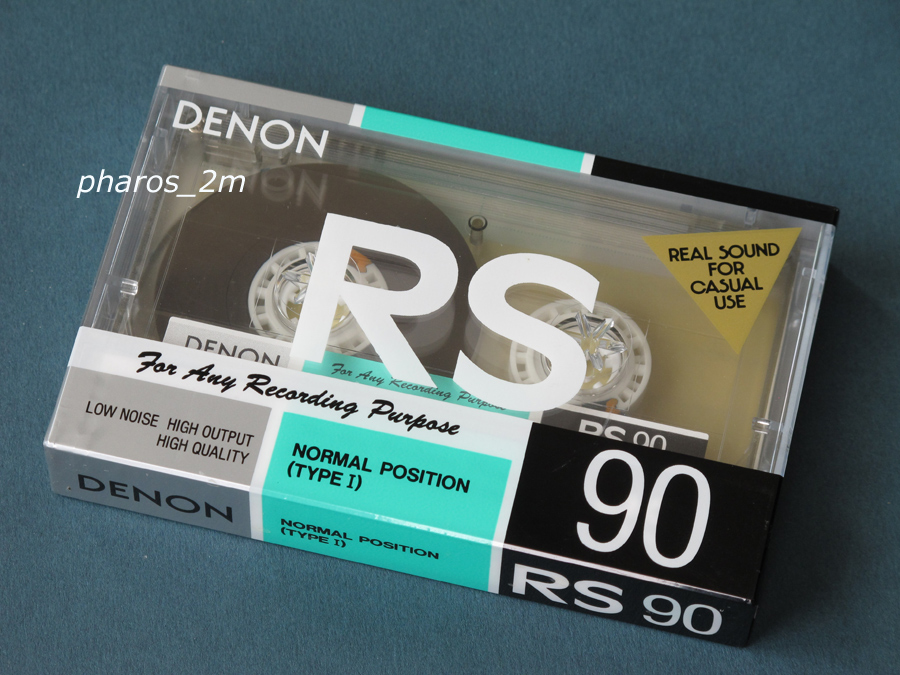 DENON
pharos_2m
RS
REAL SOUND
FOR
CASUAL
USE
DENON
For Any Recording Purpose
RS 90
For Any Recording Purpose
LOW NOISE HIGH OUTPUT
HIGH QUALITY
NORMAL POSITION
(TYPE I)
90
DENON
NORMAL POSITION
(TYPE I)
RS 90